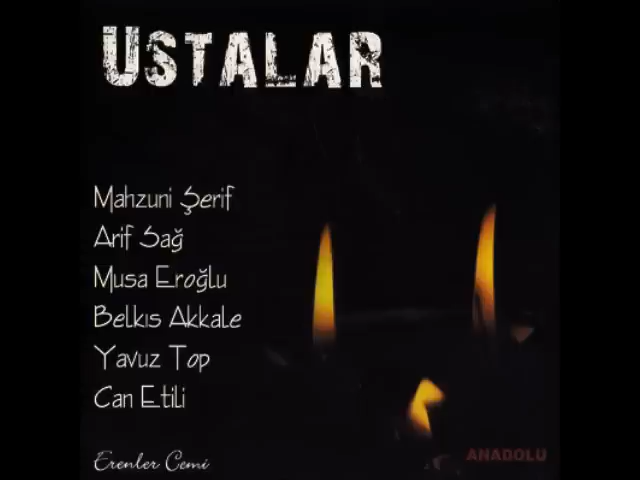 USTALAR
Mahzuni Şerif
Arif Sağ
Musa Eroğlu
Belkıs Akkale
Yavuz Top
Can Etili
Erenler Cemi
ANADOLU